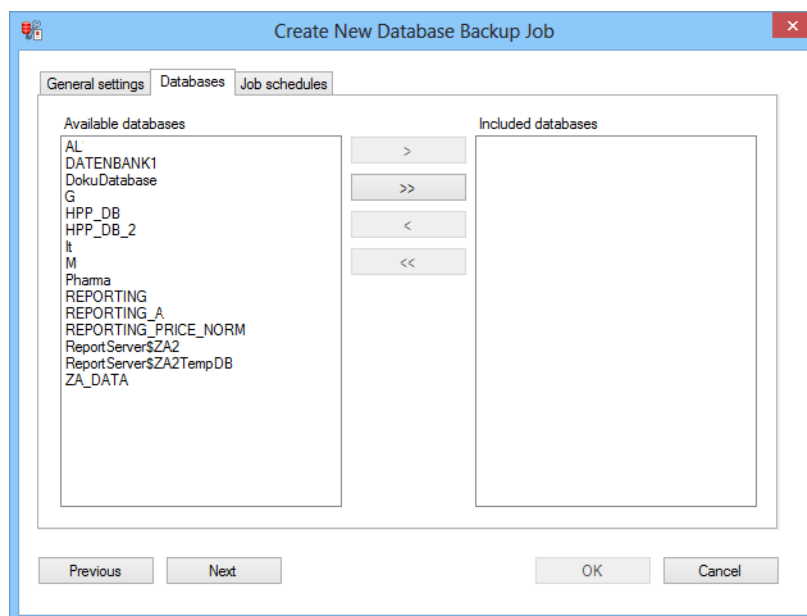 Create New Database Backup Job
General settings
Databases
Job schedules
Available databases
AL
DATENBANK1
DokuDatabase
G
HPP_DB
HPP_DB_2
It
M
Pharma
REPORTING
REPORTING_A
REPORTING_PRICE_NORM
ReportServer$ZA2
ReportServer$ZA2TempDB
ZA_DATA
>
>>
<
<<
Included databases
Previous
Next
OK
Cancel